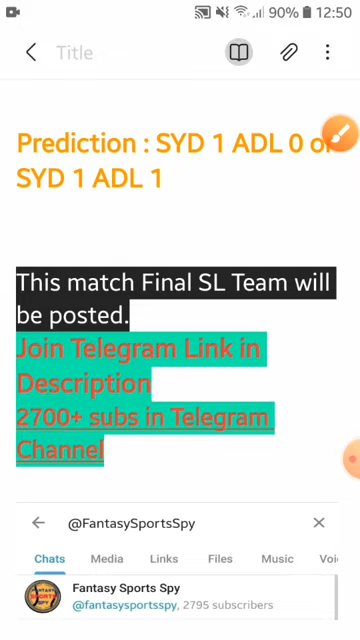 90% 12:50
Title
Prediction : SYD 1 ADL 0 or
SYD 1 ADL 1
This match Final SL Team will
be posted.
Join Telegram Link in
Description
2700+ subs in Telegram
Channel
@FantasySportsSpy
Chats Media Links Files Music Voi
Fantasy Sports Spy
@fantasysportsspy, 2795 subscribers